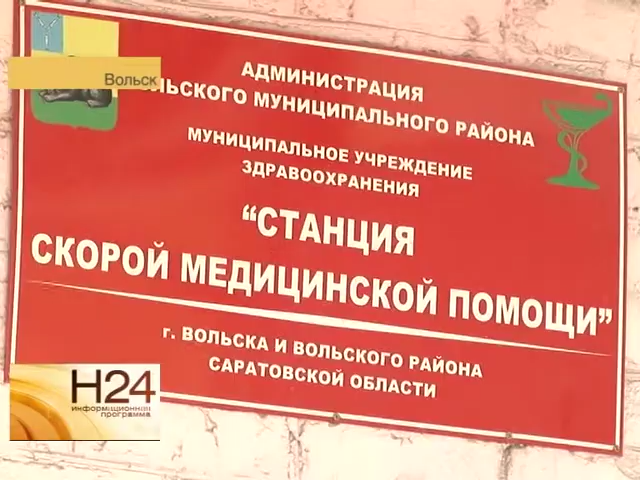 Вольск
АДМИНИСТРАЦИЯ
ОЛЬСКОГО МУНИЦИПАЛЬНОГО РАЙОНА
МУНИЦИПАЛЬНОЕ УЧРЕЖДЕНИЕ
ЗДРАВООХРАНЕНИЯ
“СТАНЦИЯ
СКОРОЙ МЕДИЦИНСКОЙ ПОМОЩИ”
г. ВОЛЬСКА И ВОЛЬСКОГО РАЙОНА
САРАТОВСКОЙ ОБЛАСТИ
Н24
информационная
программа